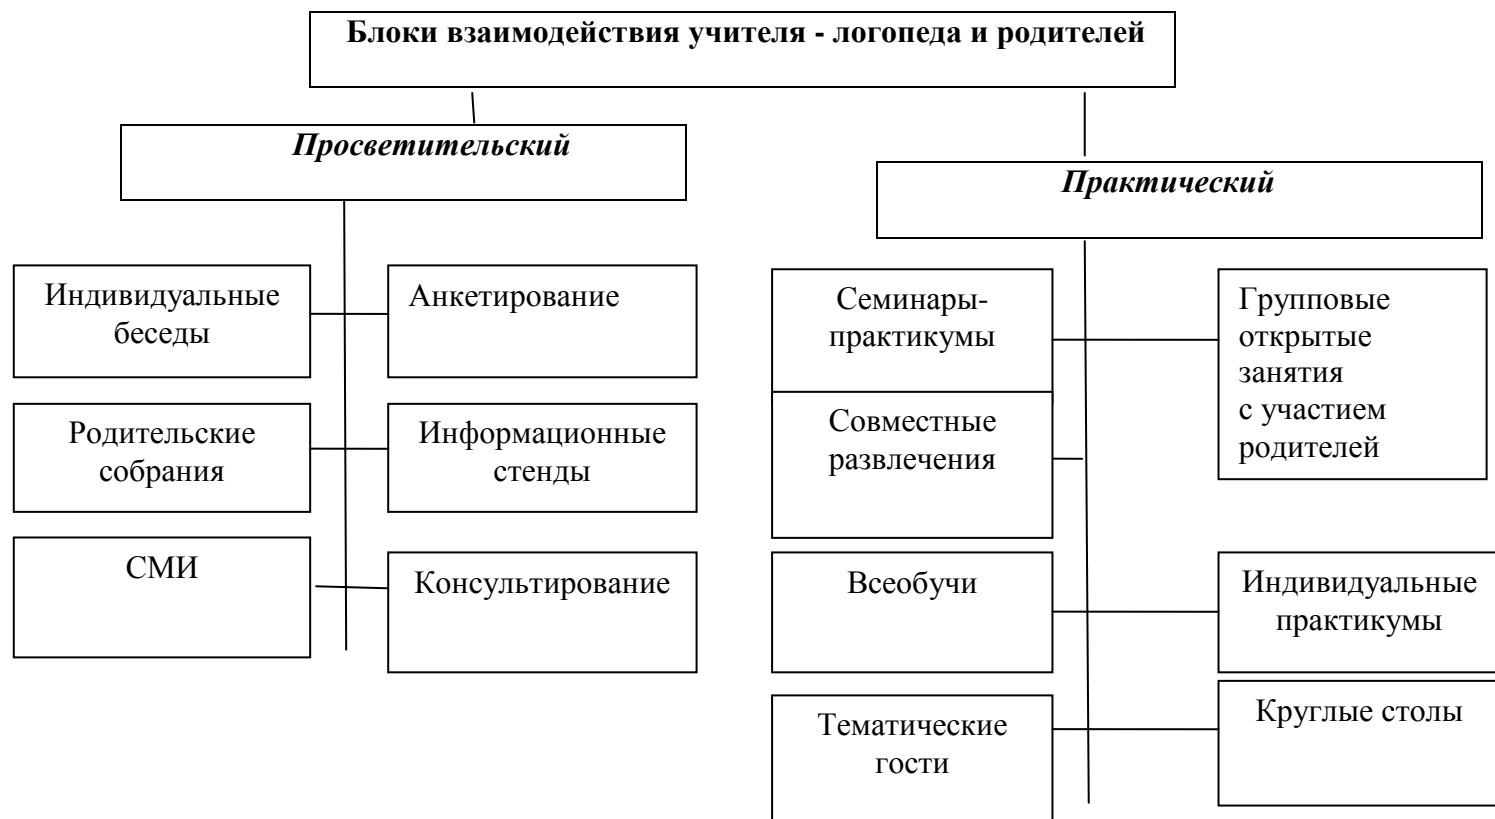 Блоки взаимодействия учителя - логопеда и родителей
Просветительский
Практический
Индивидуальные
беседы
Анкетирование
Родительские
собрания
Информационные
стенды
СМИ
Консультирование
Семинары-
практикумы
Групповые
открытые
занятия
с участием
родителей
Совместные
развлечения
Всеобучи
Индивидуальные
практикумы
Тематические
гости
Круглые столы